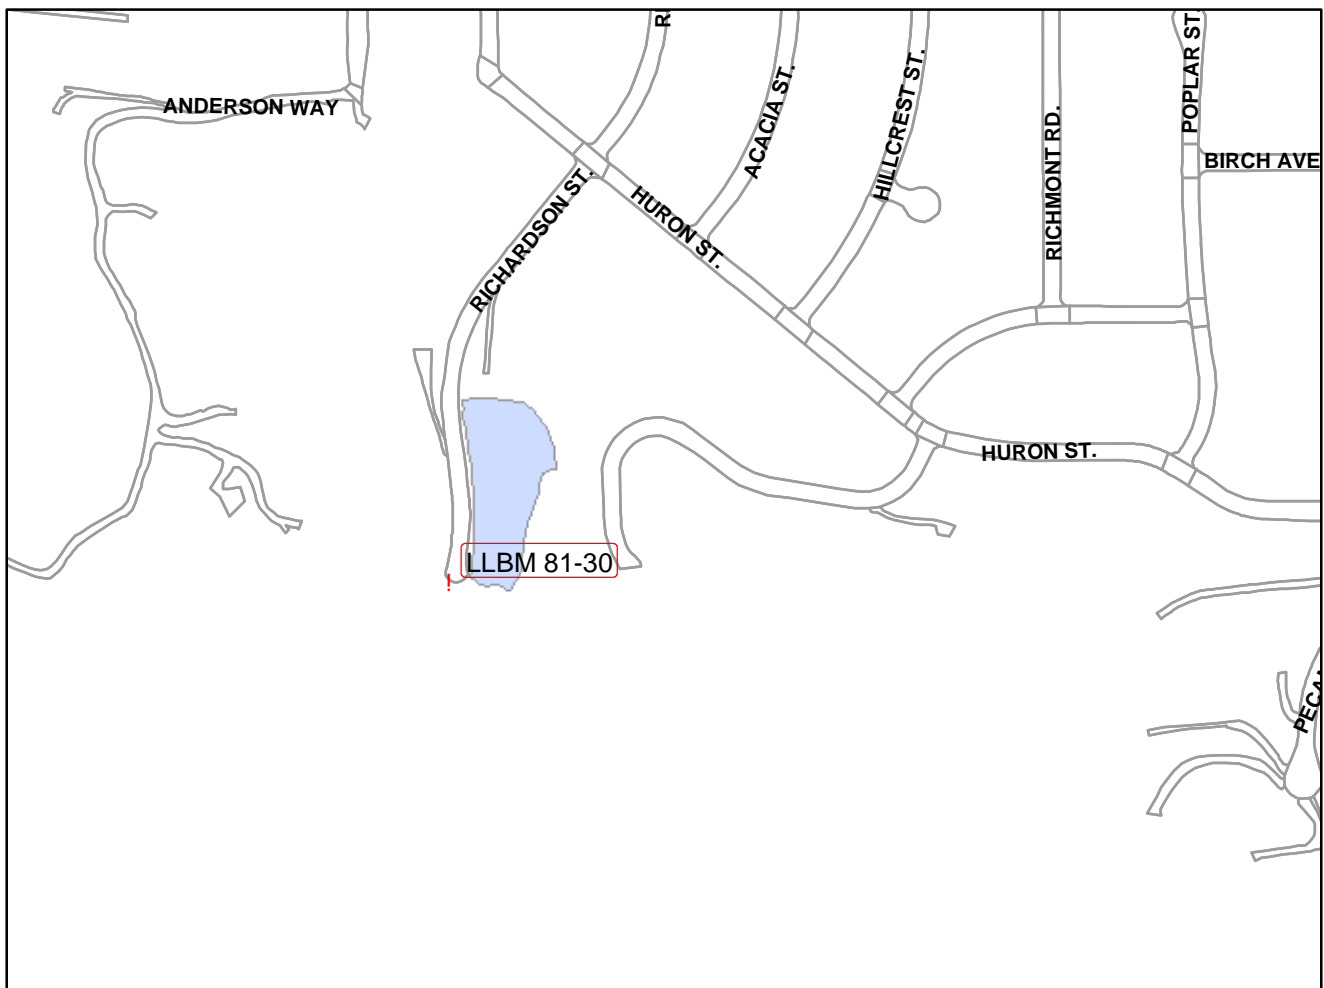 POPLAR ST.
ACACIA ST.
HILLCREST ST.
ANDERSON WAY
RICHMONT RD.
BIRCH AVE
RICHARDSON ST.
HURON ST.
HURON ST.
LLBM 81-30